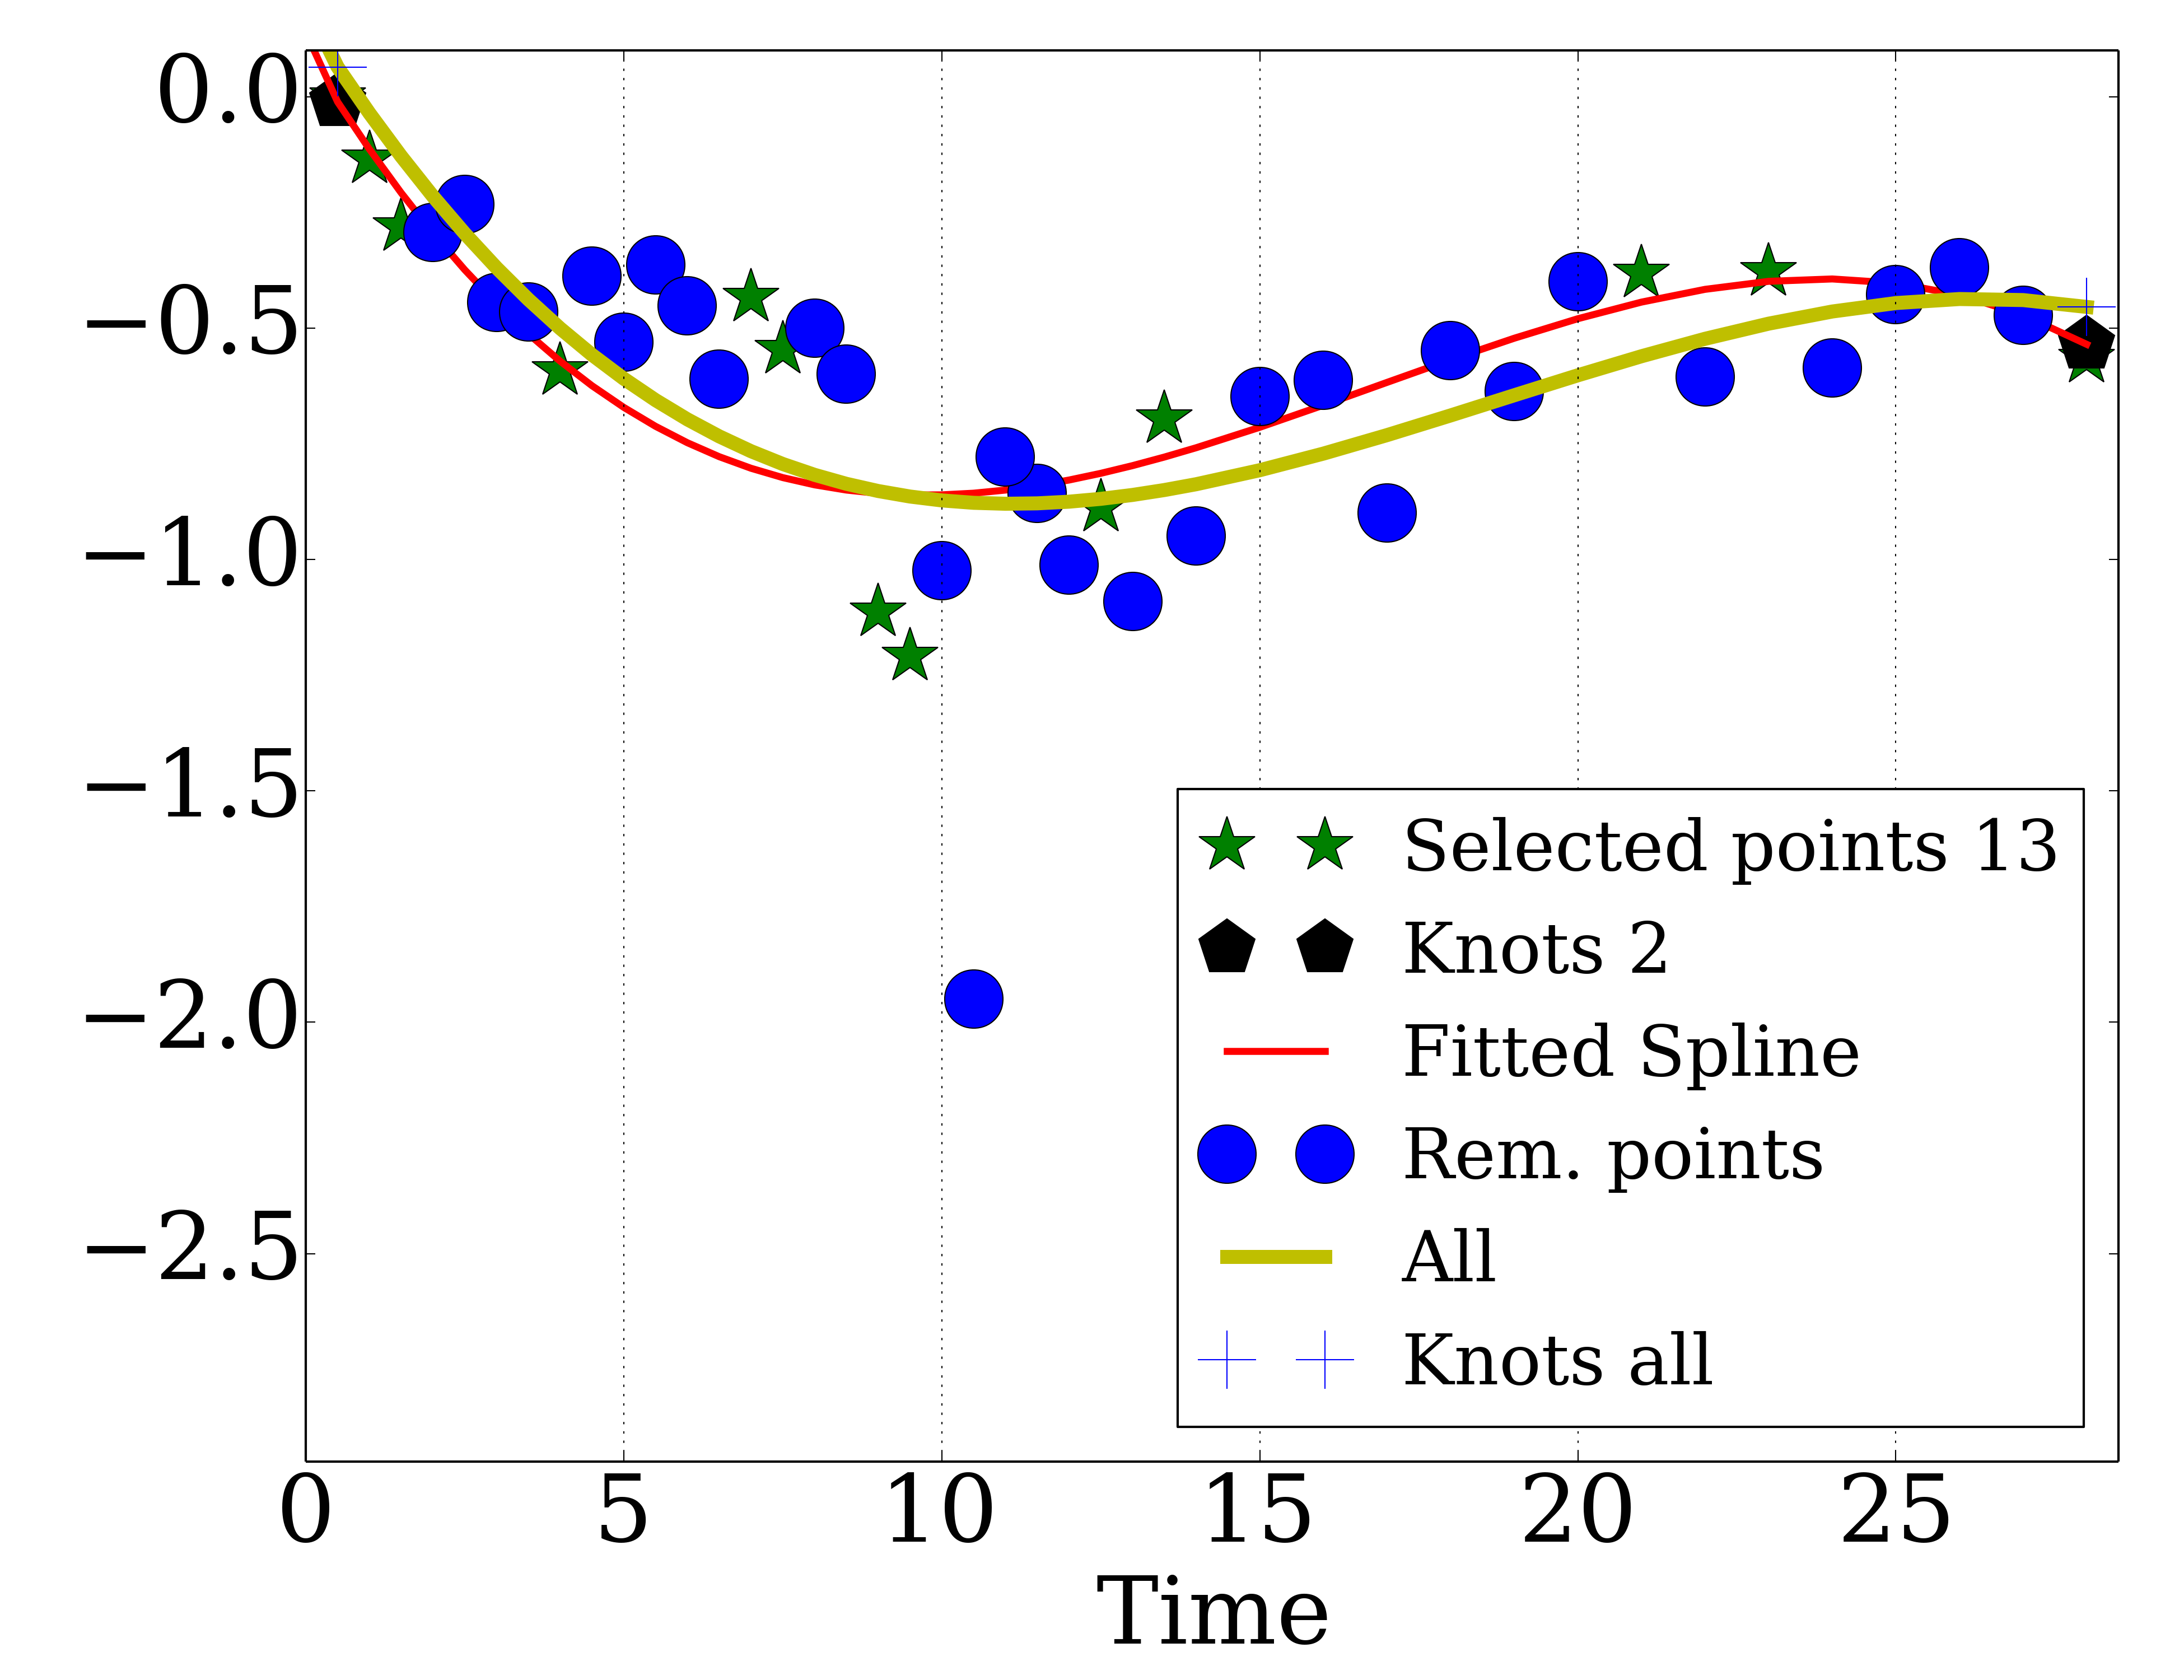 0.0
−0.5
−1.0
−1.5
−2.0
−2.5
Selected points 13
Knots 2
Fitted Spline
Rem. points
All
Knots all
0 5 10 15 20 25
Time